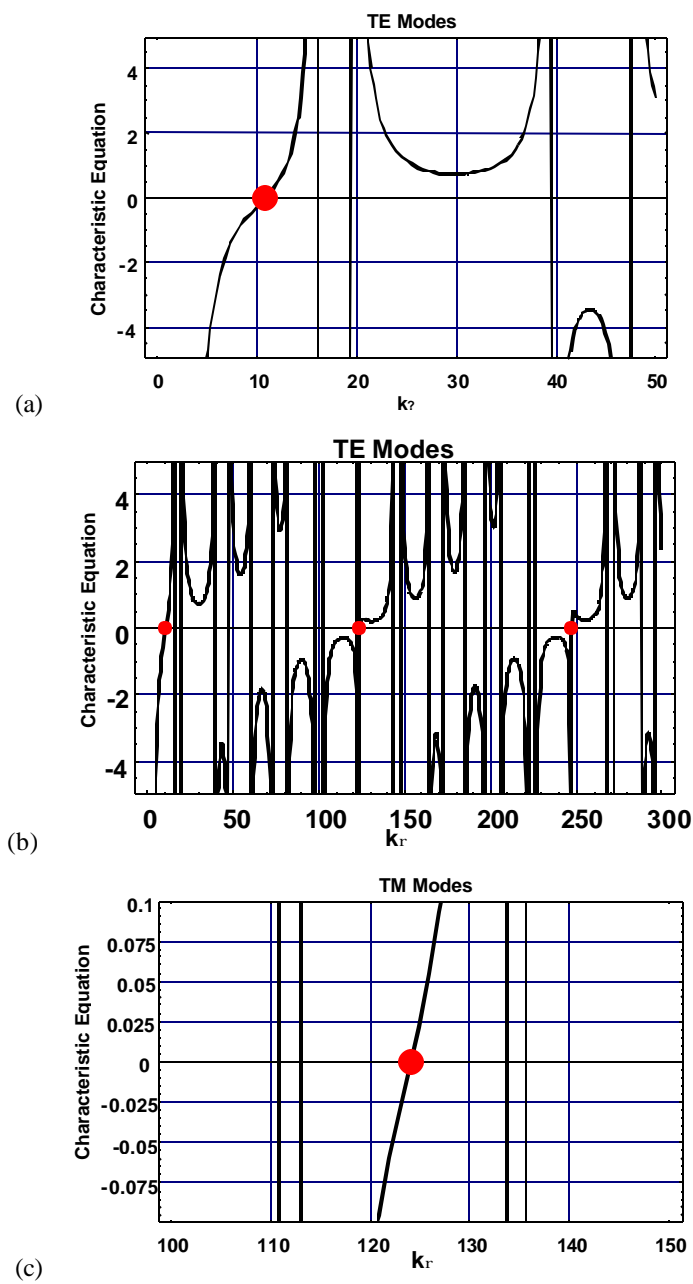 TE Modes
4
2
0
-2
-4
Characteristic Equation
0 10 20 30 40 50
k?
(a)
TE Modes
4
2
0
-2
-4
Characteristic Equation
0 50 100 150 200 250 300
kr
(b)
TM Modes
0.1
0.075
0.05
0.025
0
-0.025
-0.05
-0.075
Characteristic Equation
100 110 120 130 140 150
kr
(c)